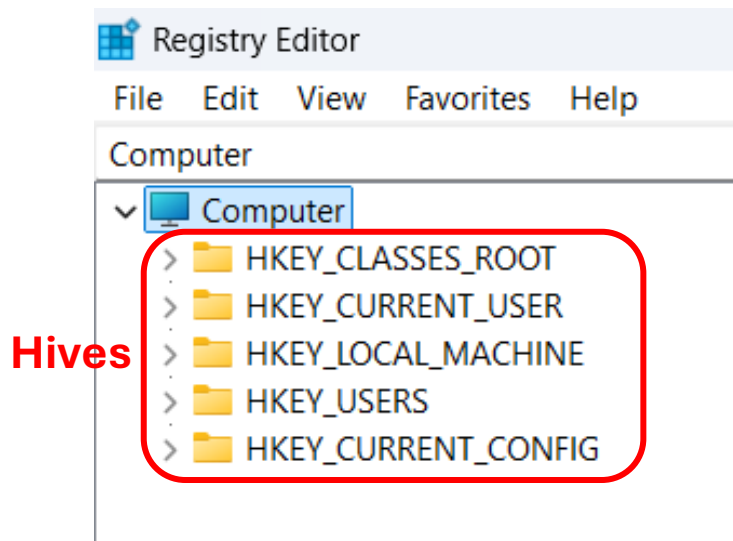 Registry Editor
File Edit View Favorites Help
Computer
Computer
HKEY_CLASSES_ROOT
HKEY_CURRENT_USER
Hives HKEY_LOCAL_MACHINE
HKEY_USERS
HKEY_CURRENT_CONFIG